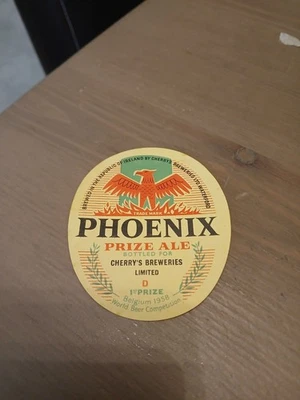 BREWED IN THE REPUBLIC OF IRELAND BY CHERRY'S BREWERIES LTD WATERFORD
TRADE MARK
PHOENIX
PRIZE ALE
BOTTLED FOR
CHERRY'S BREWERIES
LIMITED
D
1ST PRIZE
Belgium 1958
World Beer Competition